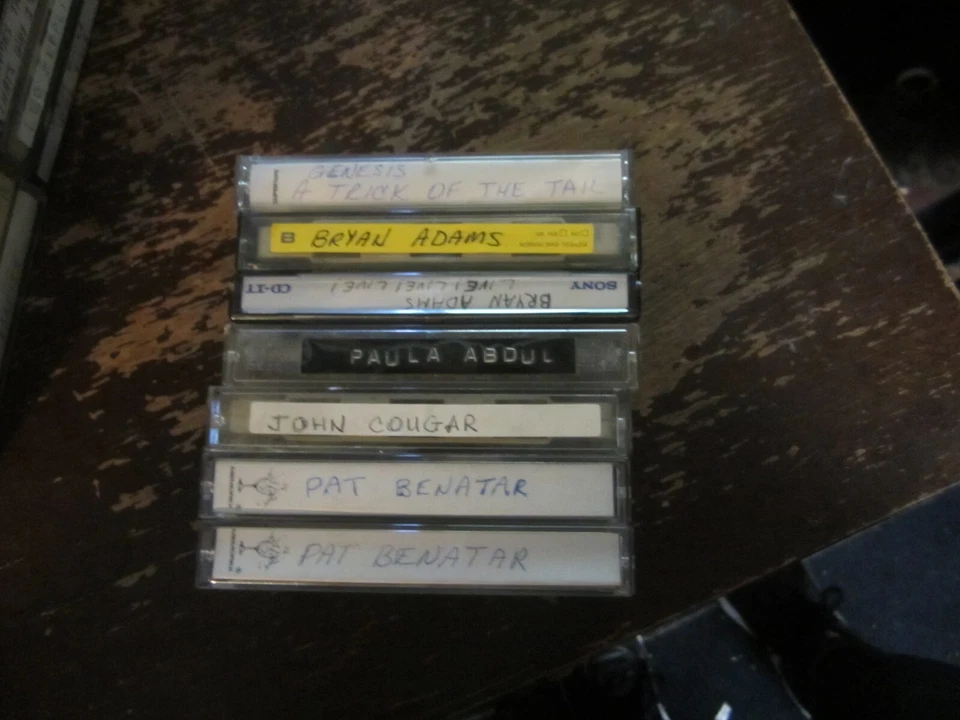 GENESIS
A TRICK OF THE TAIL
B BRYAN ADAMS
SONY CD-IT
BRYAN ADAMS
LIVE! LIVE! LIVE!
PAULA ABDUL
JOHN COUGAR
PAT BENATAR
PAT BENATAR